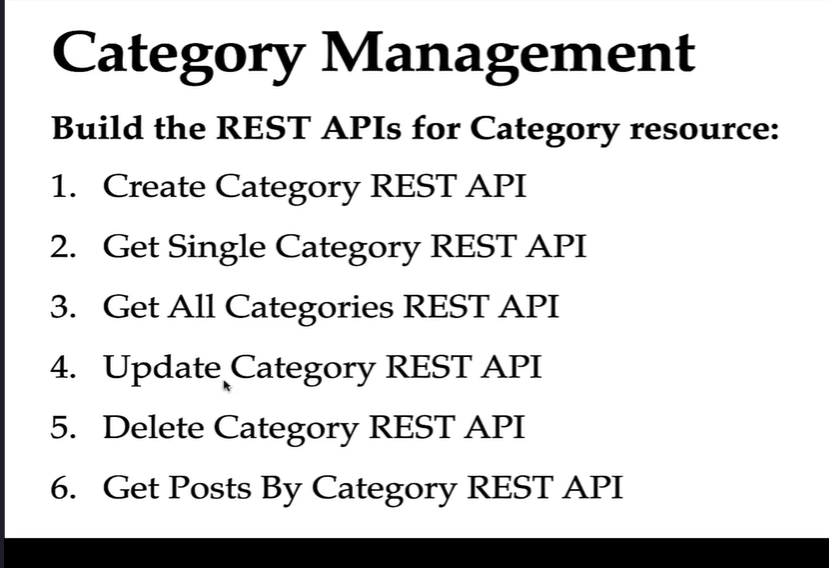 Category Management
Build the REST APIs for Category resource:
1. Create Category REST API
2. Get Single Category REST API
3. Get All Categories REST API
4. Update Category REST API
5. Delete Category REST API
6. Get Posts By Category REST API